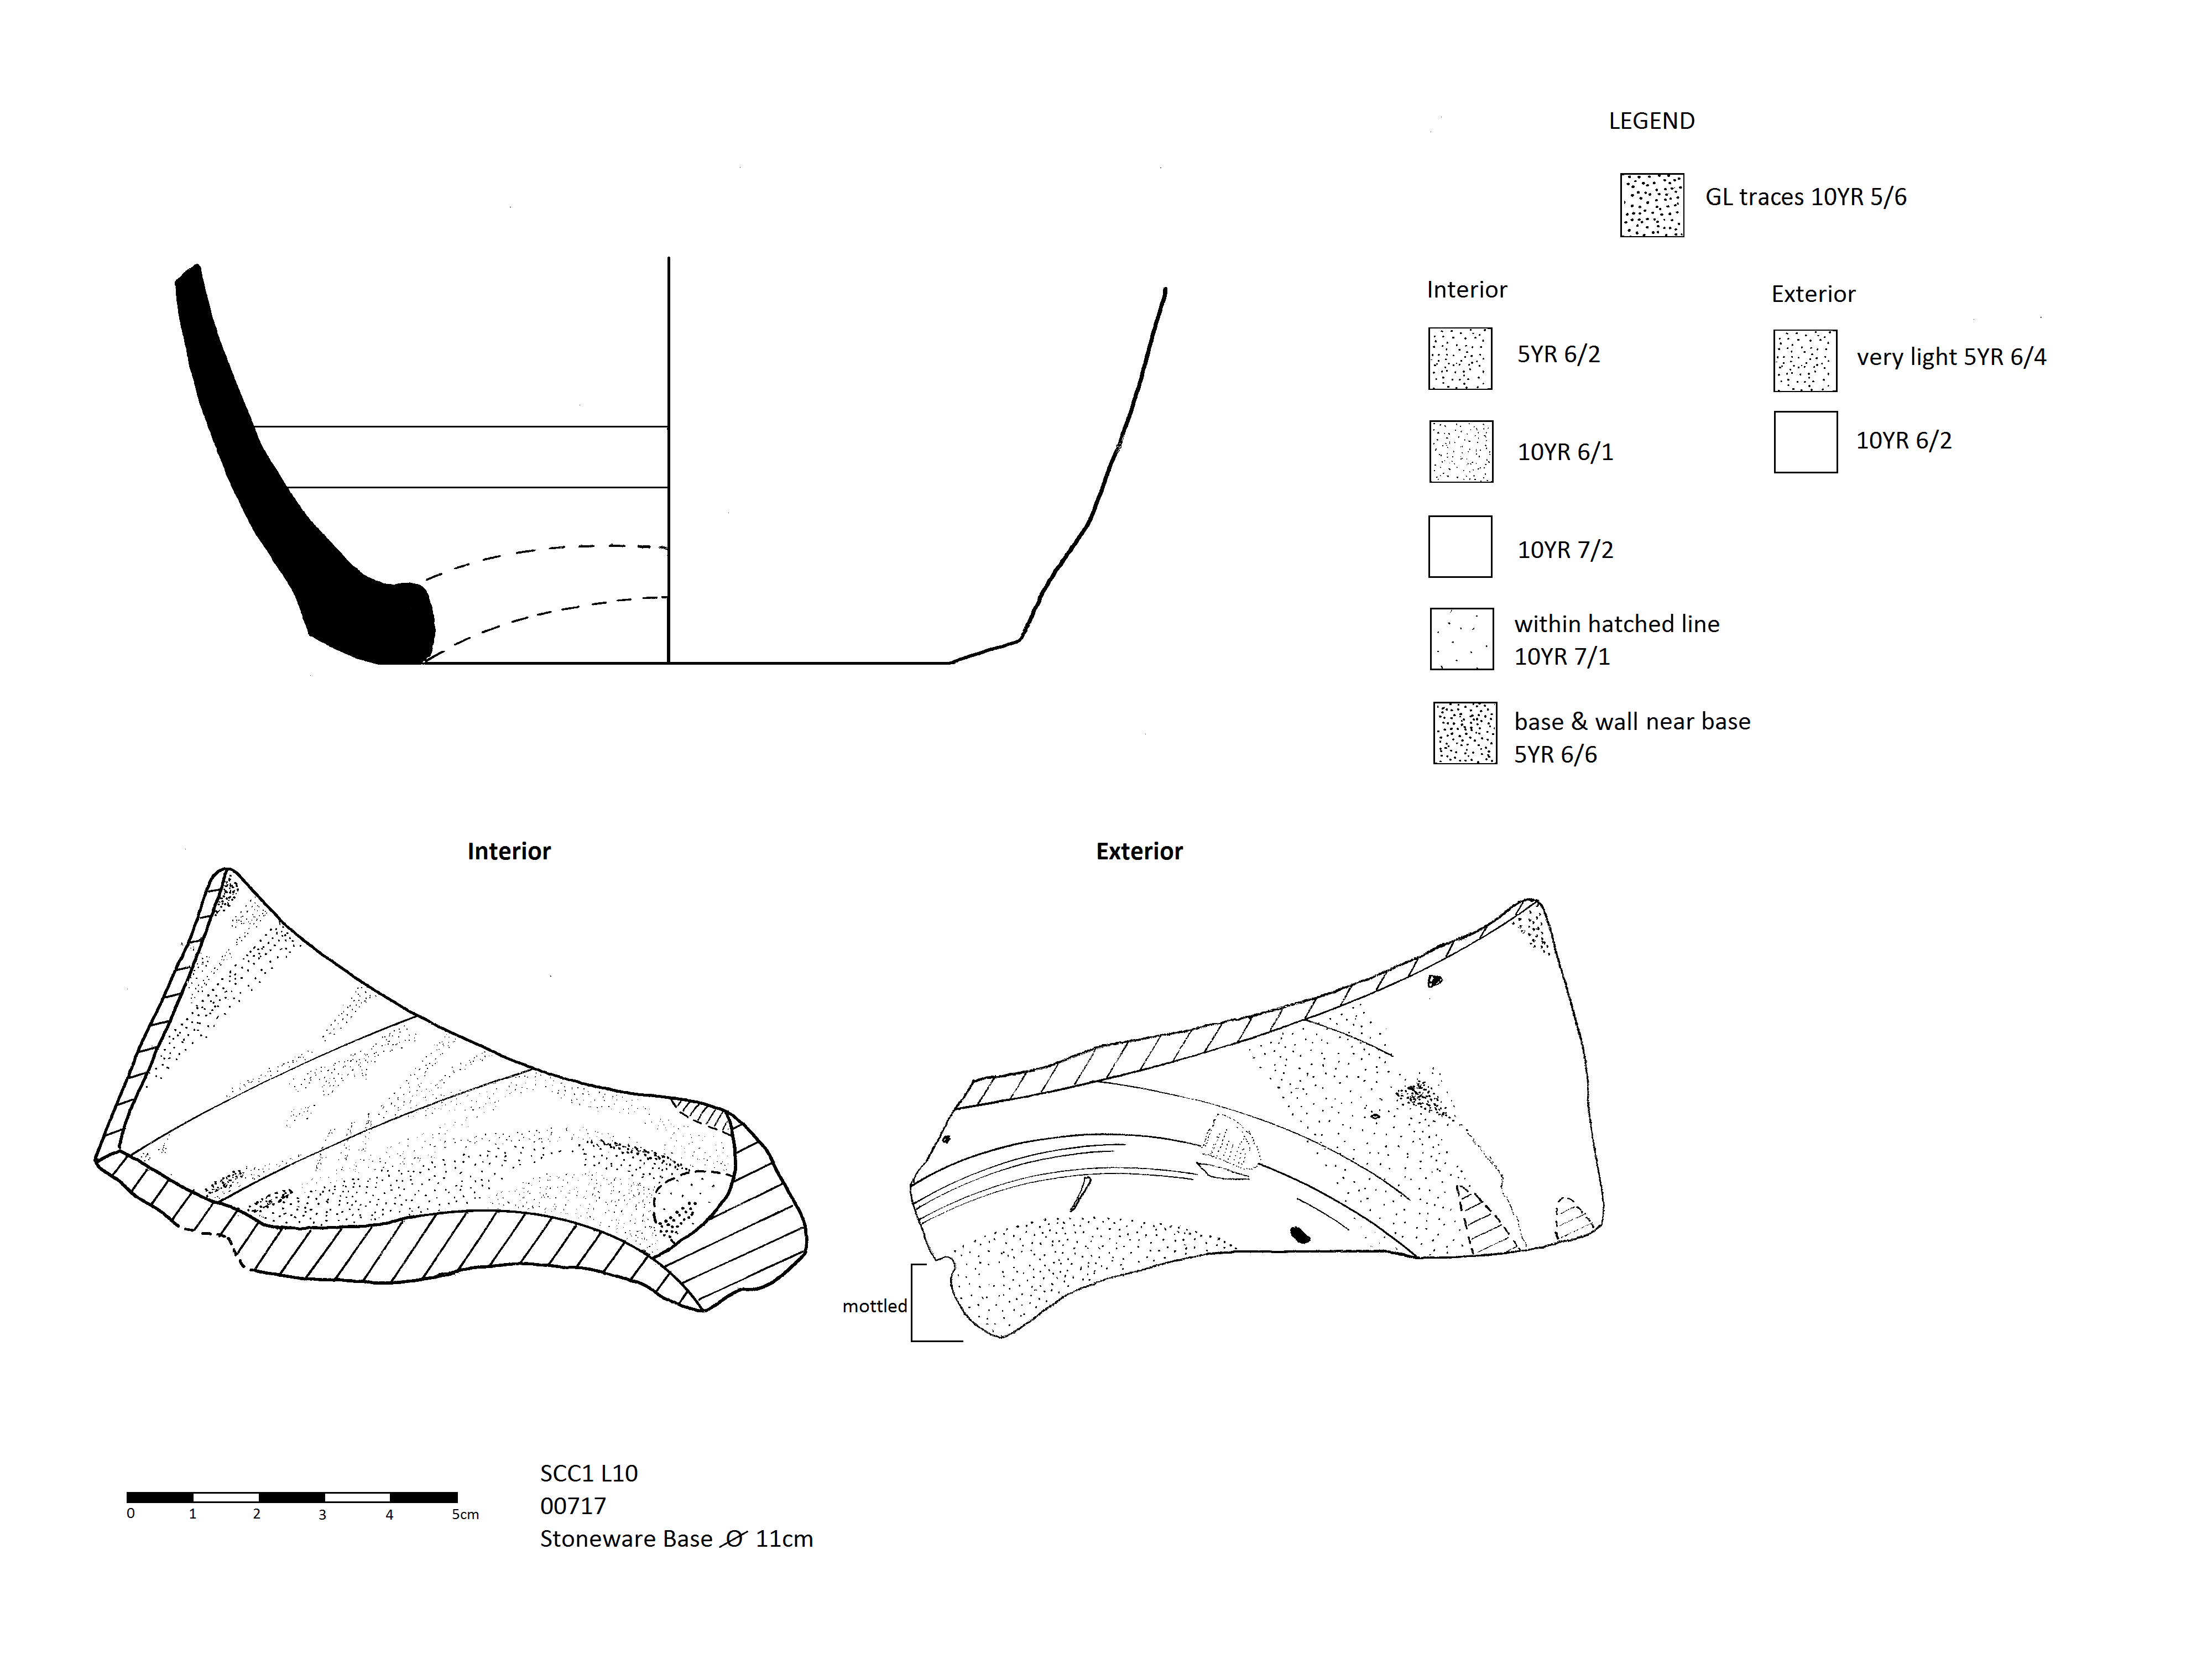 LEGEND
GL traces 10YR 5/6
Interior
5YR 6/2
10YR 6/1
10YR 7/2
within hatched line
10YR 7/1
base & wall near base
5YR 6/6
Exterior
very light 5YR 6/4
10YR 6/2
Interior
Exterior
mottled
0 1 2 3 4 5cm
SCC1 L10
00717
Stoneware Base Ø 11cm